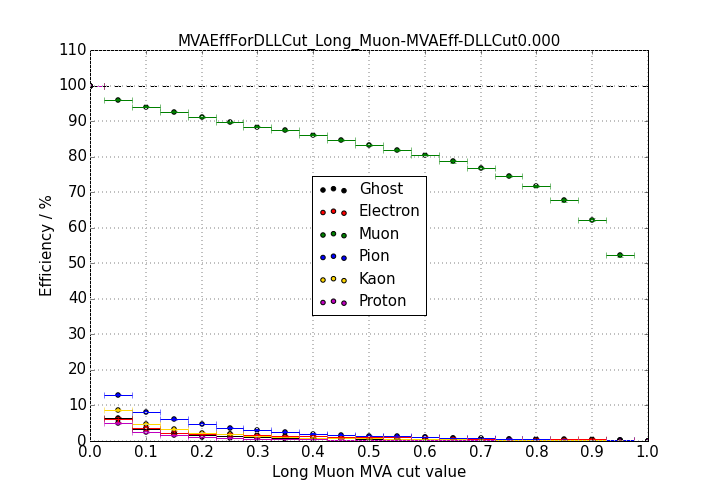 MVAEffForDLLCut_Long_Muon-MVAEff-DLLCut0.000
110
100
90
80
70
60
50
40
30
20
10
0
Efficiency / %
Ghost
Electron
Muon
Pion
Kaon
Proton
0.0 0.1 0.2 0.3 0.4 0.5 0.6 0.7 0.8 0.9 1.0
Long Muon MVA cut value